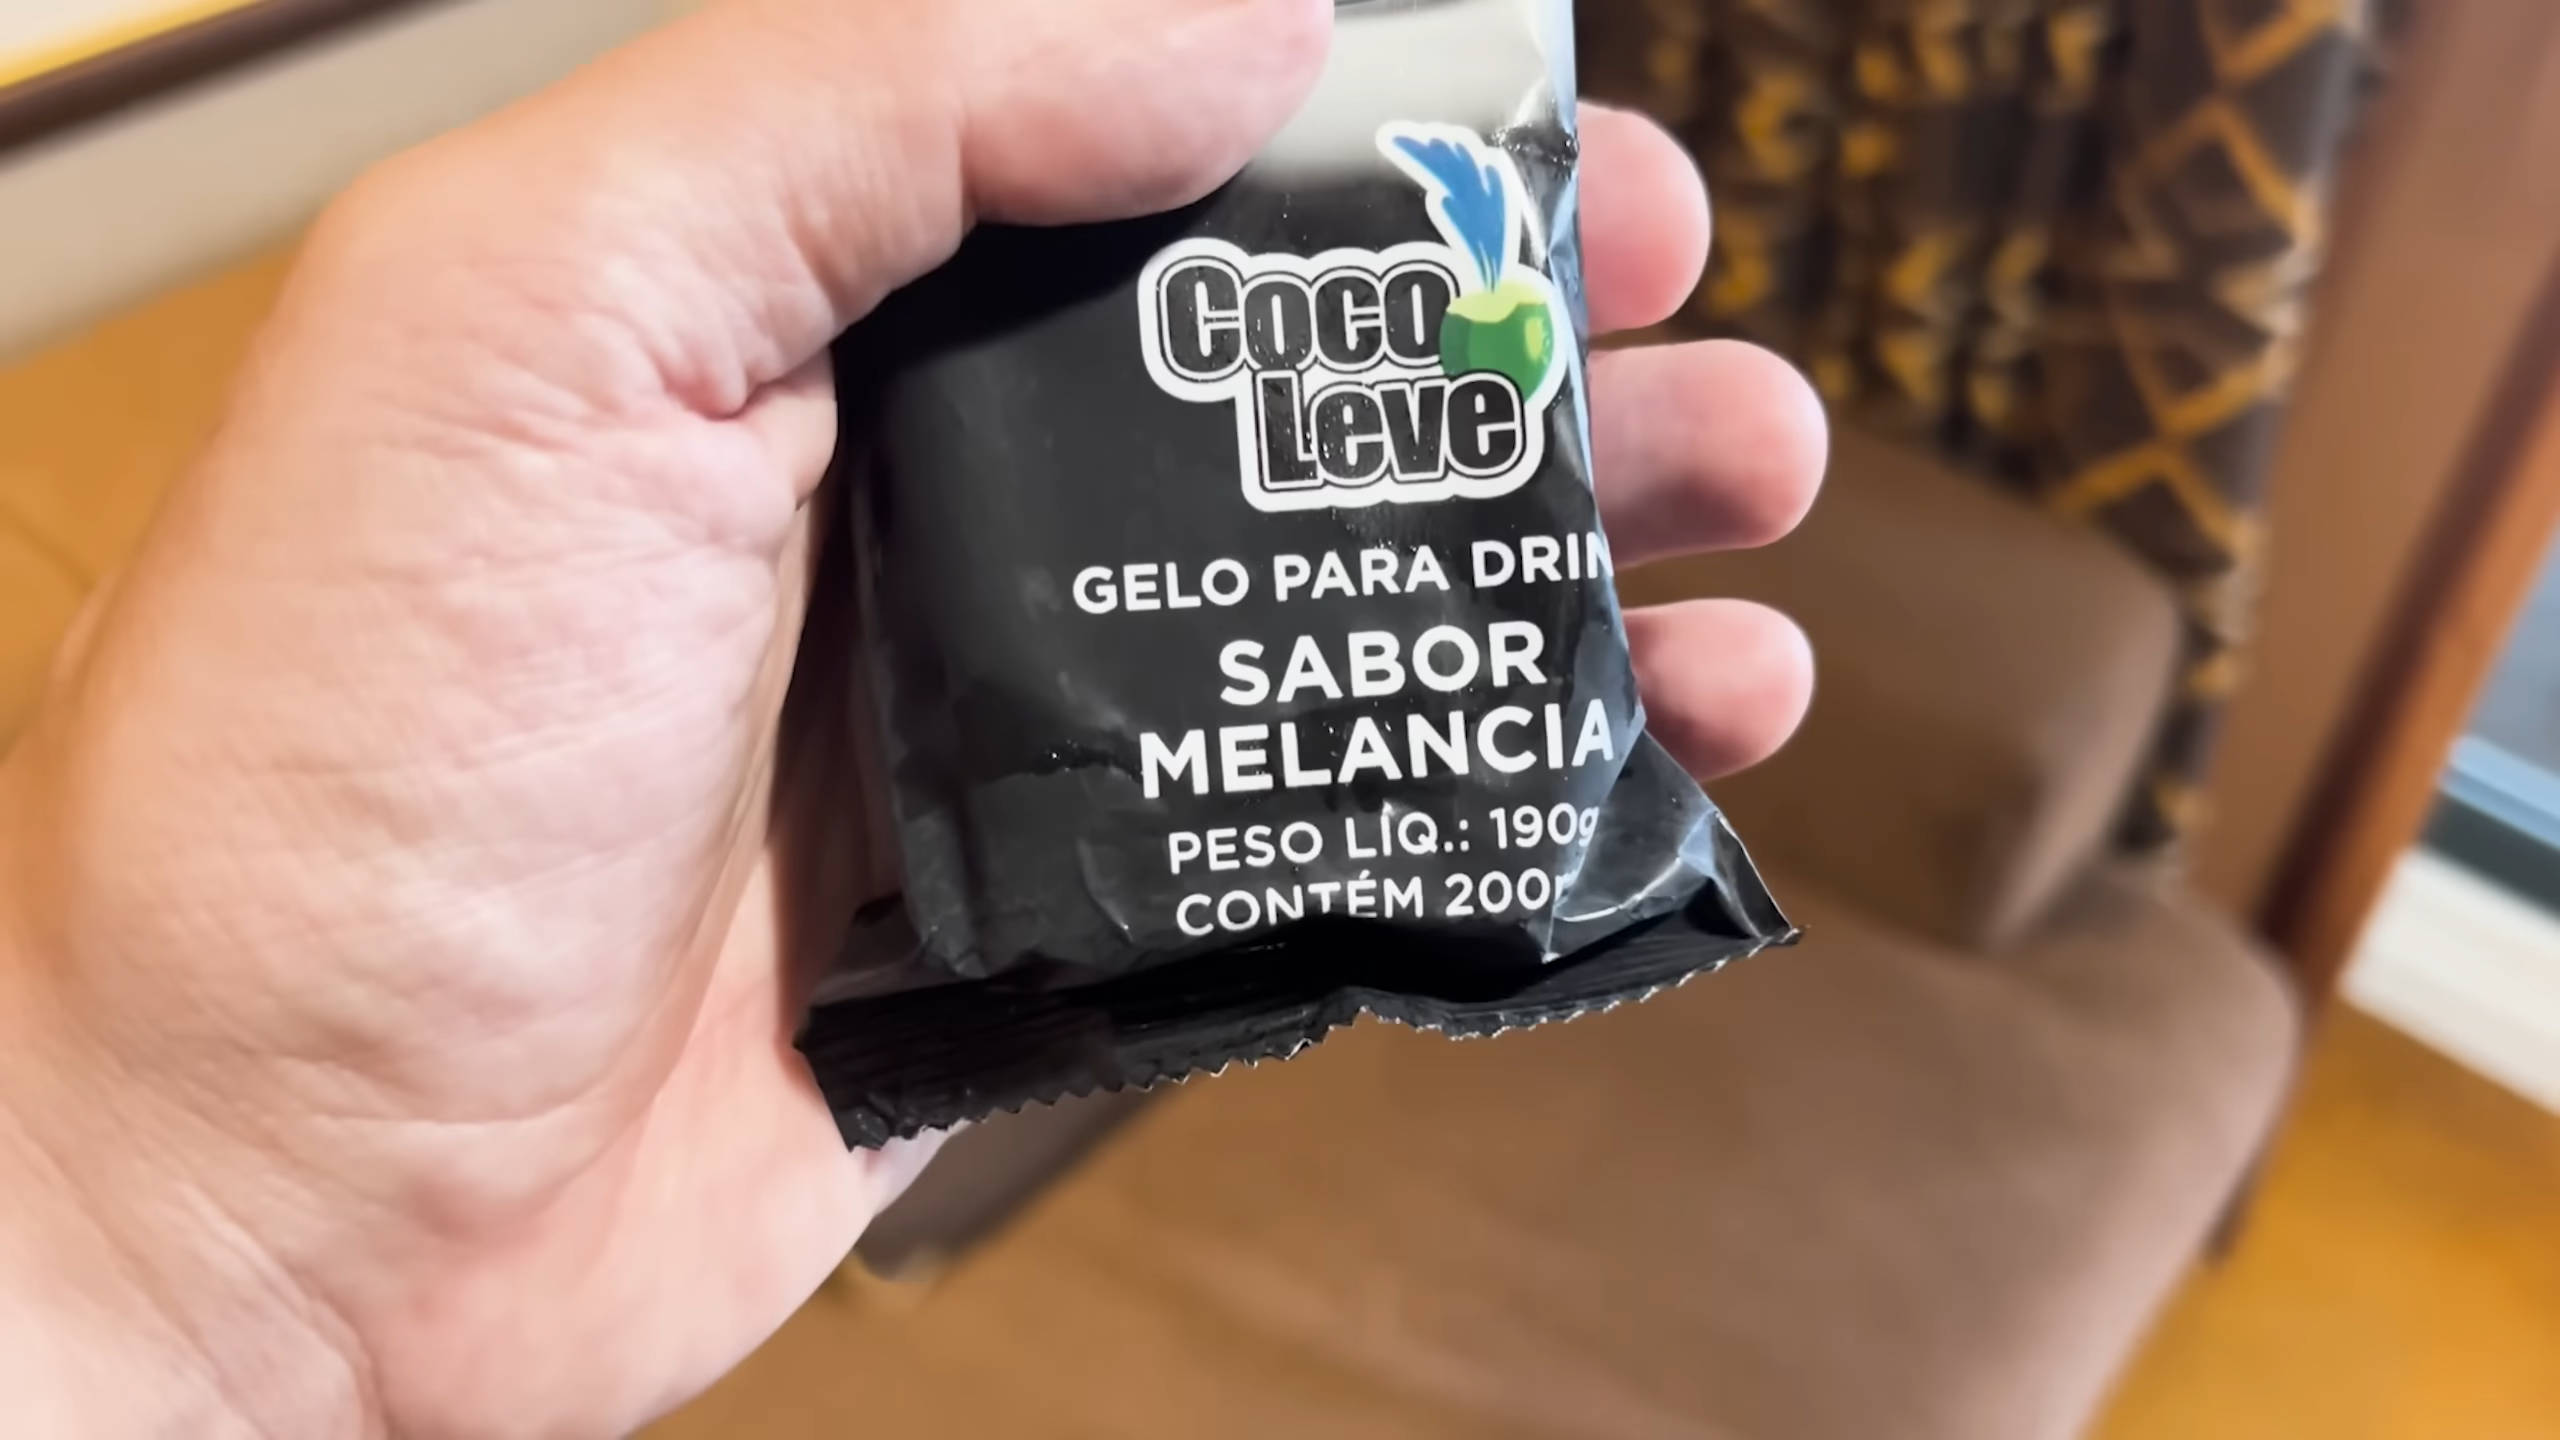 Coco
Leve
GELO PARA DRIN
SABOR
MELANCIA
PESO LÍQ.: 190g
CONTÉM 200